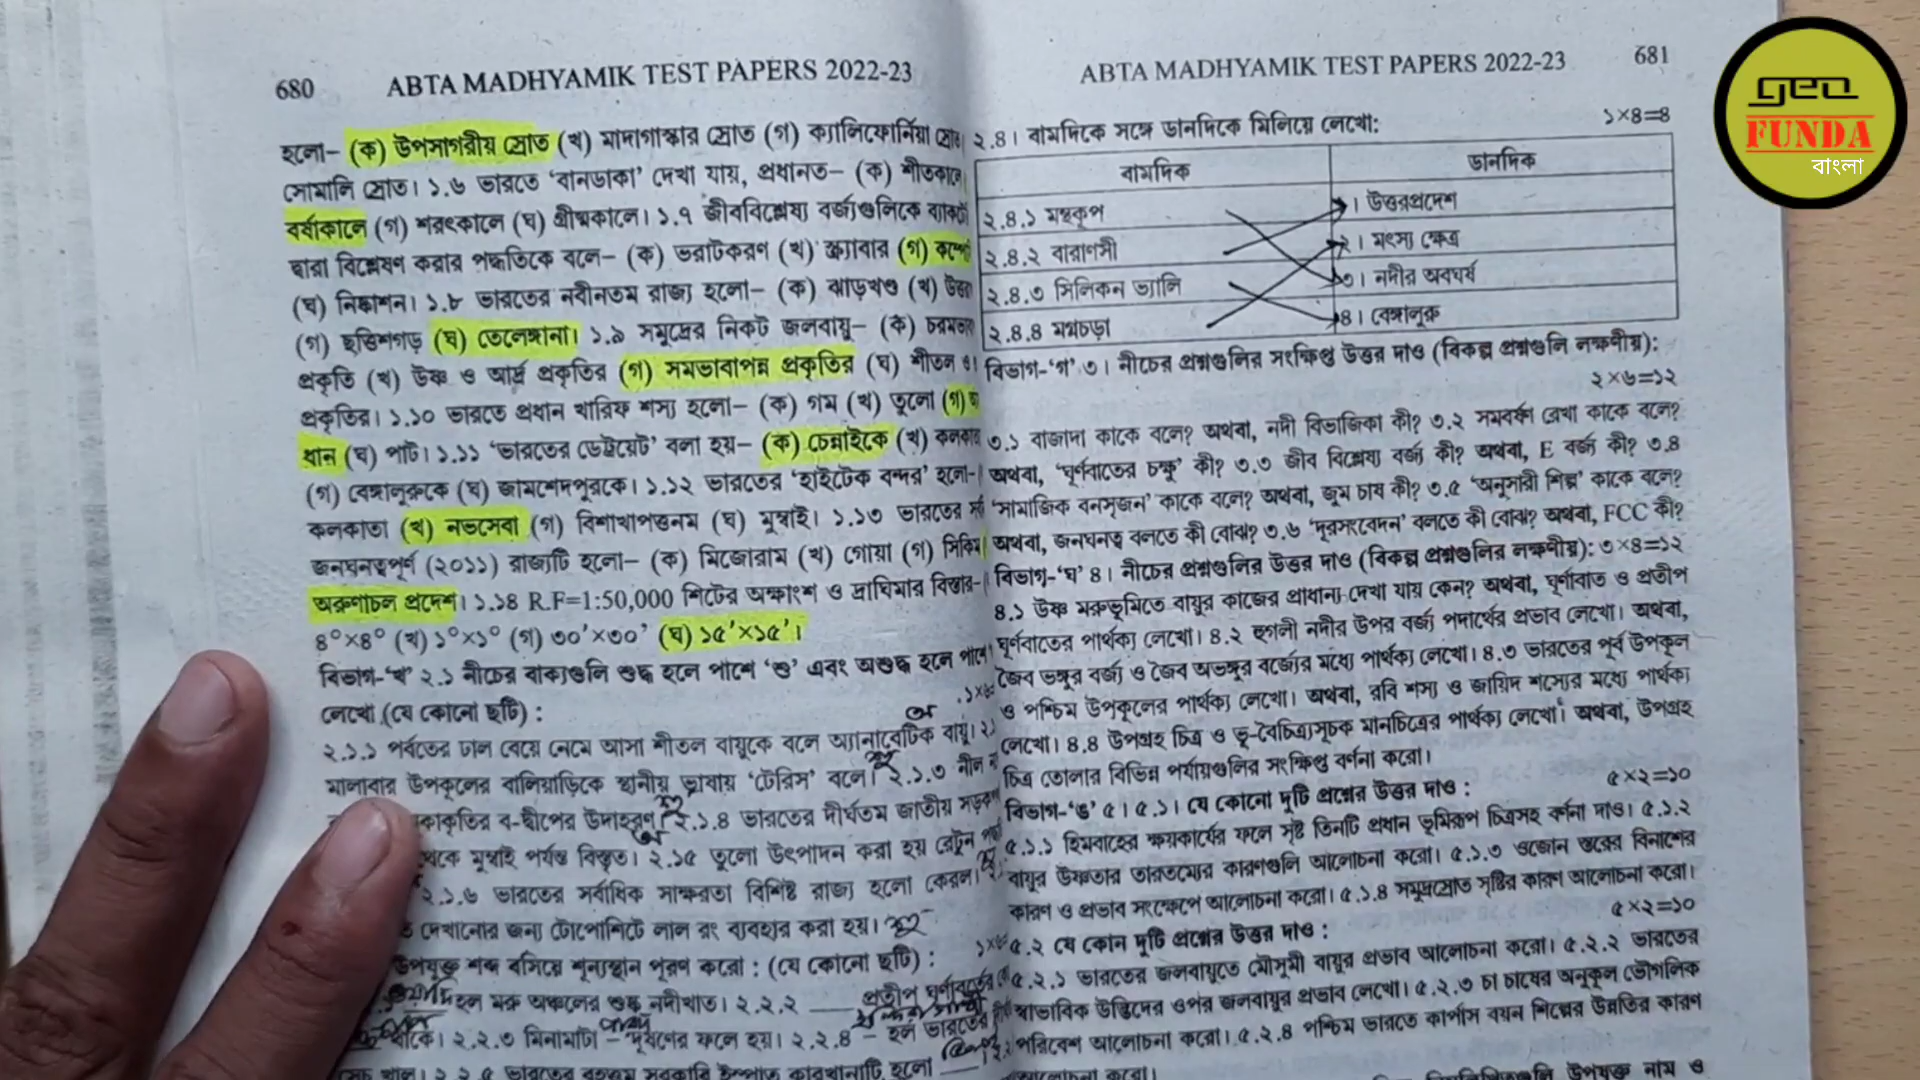 680 ABTA MADHYAMIK TEST PAPERS 2022-23
হলো– (ক) উপসাগরীয় স্রোত (খ) মাদাগাস্কার স্রোত (গ) ক্যালিফোর্নিয়া স্রোত
সোমালি স্রোত। ১.৬ ভারতে ‘বানডাকা’ দেখা যায়, প্রধানত– (ক) শীতকালে
বর্ষাকালে (গ) শরৎকালে (ঘ) গ্রীষ্মকালে। ১.৭ জীববিশ্লেষ্য বর্জ্যগুলিকে
দ্বারা বিশ্লেষণ করার পদ্ধতিকে বলে– (ক) ভরাটকরণ (খ) স্ক্র্যাবার (গ)
(ঘ) নিষ্কাশন। ১.৮ ভারতের নবীনতম রাজ্য হলো– (ক) ঝাড়খণ্ড (খ)
(গ) ছত্তিশগড় (ঘ) তেলেঙ্গানা। ১.৯ সমুদ্রের নিকট জলবায়ু– (ক)
প্রকৃতি (খ) উষ্ণ ও আর্দ্র প্রকৃতির (গ) সমভাবাপন্ন প্রকৃতির (ঘ) শীতল
প্রকৃতির। ১.১০ ভারতে প্রধান খারিফ শস্য হলো– (ক) গম (খ) তুলো (গ)
ধান (ঘ) পাট। ১.১১ ‘ভারতের ডেট্রয়েট’ বলা হয়– (ক) চেন্নাইকে (খ)
(গ) বেঙ্গালুরুকে (ঘ) জামশেদপুরকে। ১.১২ ভারতের ‘হাইটেক বন্দর’ হলো–
কলকাতা (খ) নভসেবা (গ) বিশাখাপত্তনম (ঘ) মুম্বাই। ১.১৩ ভারতের
জনঘনত্বপূর্ণ (২০১১) রাজ্যটি হলো– (ক) মিজোরাম (খ) গোয়া (গ) সিকিম
অরুণাচল প্রদেশ। ১.১৪ R.F=1:50,000 শিটের অক্ষাংশ ও দ্রাঘিমার বিস্তার–
৪°×৪° (খ) ১°×১° (গ) ৩০′×৩০′ (ঘ) ১৫′×১৫′।
বিভাগ-‘খ’ ২.১ নীচের বাক্যগুলি শুদ্ধ হলে পাশে ‘শু’ এবং অশুদ্ধ হলে পাশে
লেখো (যে কোনো ছটি) :
২.১.১ পর্বতের ঢাল বেয়ে নেমে আসা শীতল বায়ুকে বলে অ্যানাবেটিক বায়ু।
মালাবার উপকূলের বালিয়াড়িকে স্থানীয় ভাষায় ‘টেরিস’ বলে। ২.১.৩ নীল
ব-দ্বীপের উদাহরণ। ২.১.৪ ভারতের দীর্ঘতম জাতীয় সড়ক
থেকে মুম্বাই পর্যন্ত বিস্তৃত। ২.১৫ তুলো উৎপাদন করা হয় রেটুন
২.১.৬ ভারতের সর্বাধিক সাক্ষরতা বিশিষ্ট রাজ্য হলো কেরল।
দেখানোর জন্য টোপোশিটে লাল রং ব্যবহার করা হয়।
উপযুক্ত শব্দ বসিয়ে শূন্যস্থান পূরণ করো : (যে কোনো ছটি) :
হল মরু অঞ্চলের শুষ্ক নদীখাত। ২.২.২ ____ প্রতীপ ঘূর্ণাবর্তের
থাকে। ২.২.৩ মিনামাটা – দূষণের ফলে হয়। ২.২.৪ – হল ভারতের
খাল। ২.২.৫ ভারতের বৃহত্তম সরকারি ইস্পাত কারখানাটি হলো ____
ABTA MADHYAMIK TEST PAPERS 2022-23 681
২.৪। বামদিকে সঙ্গে ডানদিকে মিলিয়ে লেখো: ১×৪=৪
বামদিক ডানদিক
২.৪.১ মন্থকূপ ১। উত্তরপ্রদেশ
২.৪.২ বারাণসী ২। মৎস্য ক্ষেত্র
২.৪.৩ সিলিকন ভ্যালি ৩। নদীর অবঘর্ষ
২.৪.৪ মগ্নচড়া ৪। বেঙ্গালুরু
বিভাগ-‘গ’ ৩। নীচের প্রশ্নগুলির সংক্ষিপ্ত উত্তর দাও (বিকল্প প্রশ্নগুলি লক্ষণীয়):
২×৬=১২
৩.১ বাজাদা কাকে বলে? অথবা, নদী বিভাজিকা কী? ৩.২ সমবর্ষণ রেখা কাকে বলে?
অথবা, ‘ঘূর্ণবাতের চক্ষু’ কী? ৩.৩ জীব বিশ্লেষ্য বর্জ্য কী? অথবা, E বর্জ্য কী? ৩.৪
‘সামাজিক বনসৃজন’ কাকে বলে? অথবা, জুম চাষ কী? ৩.৫ ‘অনুসারী শিল্প’ কাকে বলে?
অথবা, জনঘনত্ব বলতে কী বোঝ? ৩.৬ ‘দূরসংবেদন’ বলতে কী বোঝ? অথবা, FCC কী?
বিভাগ-‘ঘ’ ৪। নীচের প্রশ্নগুলির উত্তর দাও (বিকল্প প্রশ্নগুলির লক্ষণীয়): ৩×৪=১২
৪.১ উষ্ণ মরুভূমিতে বায়ুর কাজের প্রাধান্য দেখা যায় কেন? অথবা, ঘূর্ণাবাত ও প্রতীপ
ঘূর্ণবাতের পার্থক্য লেখো। ৪.২ হুগলী নদীর উপর বর্জ্য পদার্থের প্রভাব লেখো। অথবা,
জৈব ভঙ্গুর বর্জ্য ও জৈব অভঙ্গুর বর্জ্যের মধ্যে পার্থক্য লেখো। ৪.৩ ভারতের পূর্ব উপকূল
ও পশ্চিম উপকূলের পার্থক্য লেখো। অথবা, রবি শস্য ও জায়িদ শস্যের মধ্যে পার্থক্য
লেখো। ৪.৪ উপগ্রহ চিত্র ও ভূ-বৈচিত্র্যসূচক মানচিত্রের পার্থক্য লেখো। অথবা, উপগ্রহ
চিত্র তোলার বিভিন্ন পর্যায়গুলির সংক্ষিপ্ত বর্ণনা করো।
বিভাগ-‘ঙ’ ৫। ৫.১। যে কোনো দুটি প্রশ্নের উত্তর দাও : ৫×২=১০
৫.১.১ হিমবাহের ক্ষয়কার্যের ফলে সৃষ্ট তিনটি প্রধান ভূমিরূপ চিত্রসহ বর্ণনা দাও। ৫.১.২
বায়ুর উষ্ণতার তারতম্যের কারণগুলি আলোচনা করো। ৫.১.৩ ওজোন স্তরের বিনাশের
কারণ ও প্রভাব সংক্ষেপে আলোচনা করো। ৫.১.৪ সমুদ্রস্রোত সৃষ্টির কারণ আলোচনা করো।
৫.২ যে কোন দুটি প্রশ্নের উত্তর দাও : ৫×২=১০
৫.২.১ ভারতের জলবায়ুতে মৌসুমী বায়ুর প্রভাব আলোচনা করো। ৫.২.২ ভারতের
স্বাভাবিক উদ্ভিদের ওপর জলবায়ুর প্রভাব লেখো। ৫.২.৩ চা চাষের অনুকূল ভৌগলিক
পরিবেশ আলোচনা করো। ৫.২.৪ পশ্চিম ভারতে কার্পাস বয়ন শিল্পের উন্নতির কারণ
আলোচনা করো।
উপযুক্ত নাম ও
geo
FUNDA
বাংলা